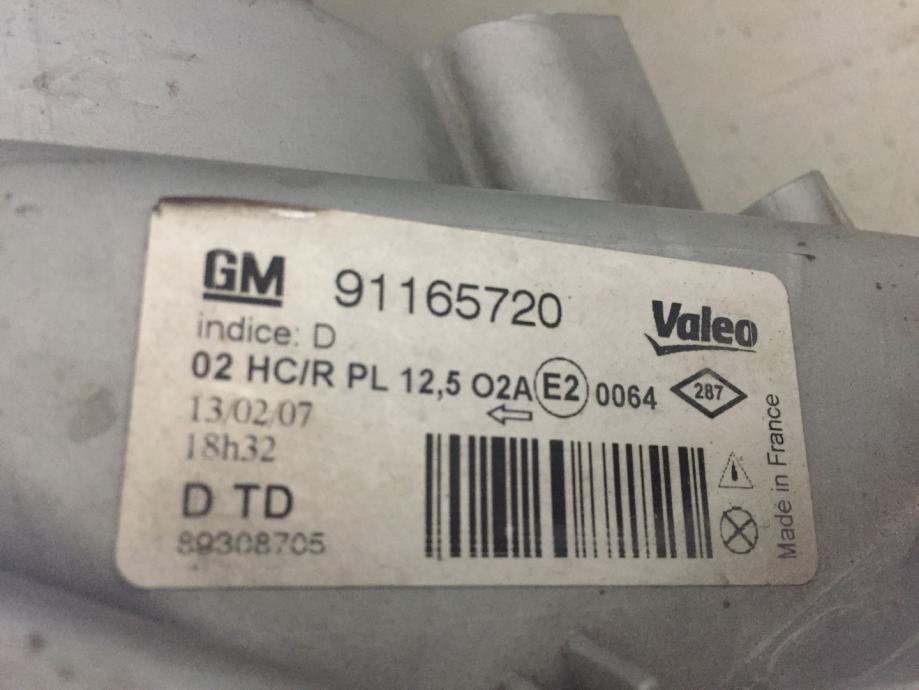 GM 91165720
Valeo
indice: D
02 HC/R PL 12,5 02A E2 0064 287
13/02/07
18h32
D TD
89308705
Made in France